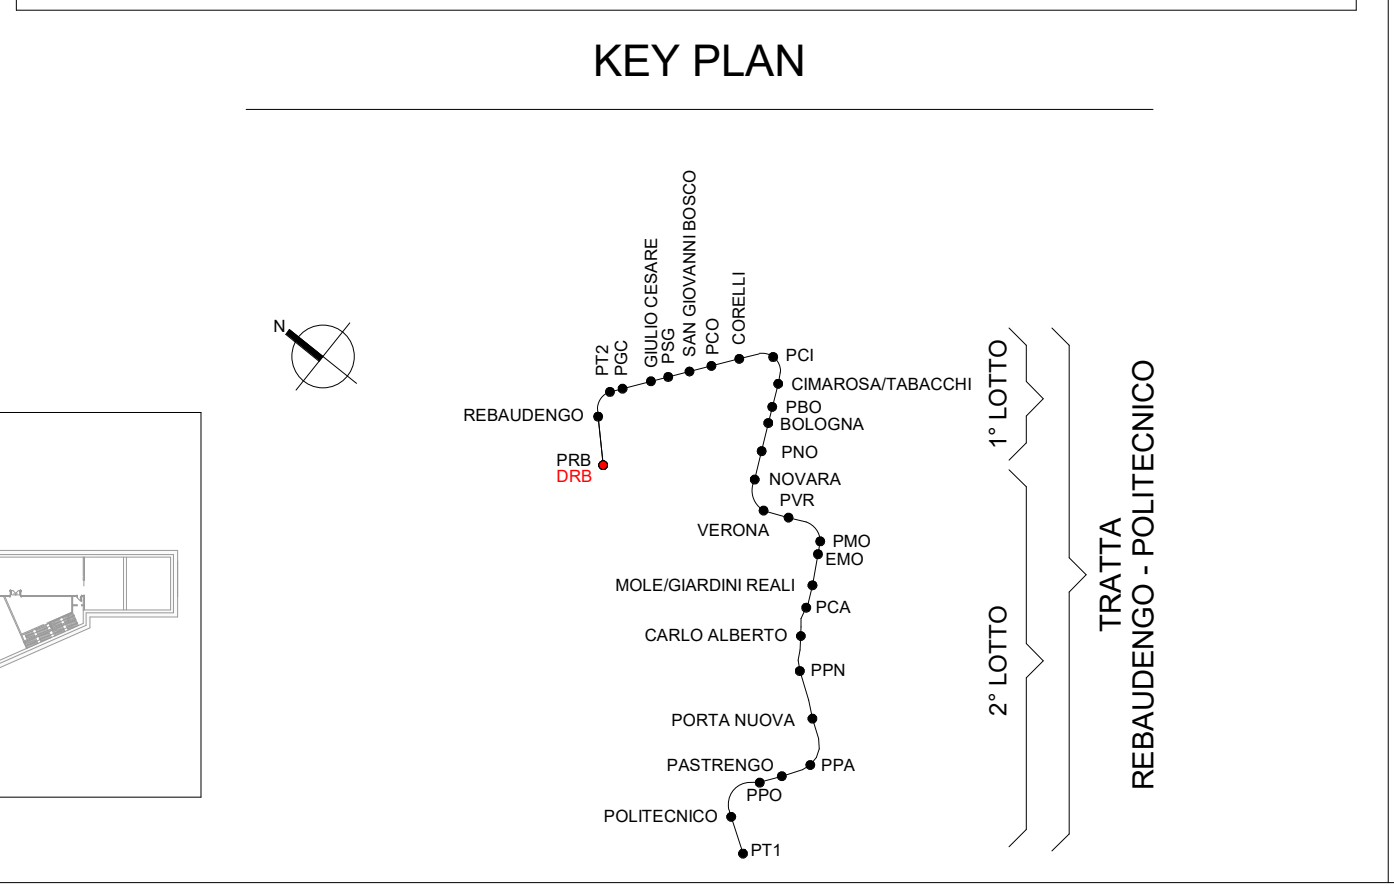 KEY PLAN
N
PT2
PGC
GIULIO CESARE
PSG
SAN GIOVANNI BOSCO
PCO
CORELLI
PCI
CIMAROSA/TABACCHI
REBAUDENGO
PBO
BOLOGNA
PRB
DRB
PNO
NOVARA
PVR
VERONA
PMO
EMO
MOLE/GIARDINI REALI
PCA
CARLO ALBERTO
PPN
PORTA NUOVA
PASTRENGO
PPA
PPO
POLITECNICO
PT1
1° LOTTO
2° LOTTO
TRATTA
REBAUDENGO - POLITECNICO